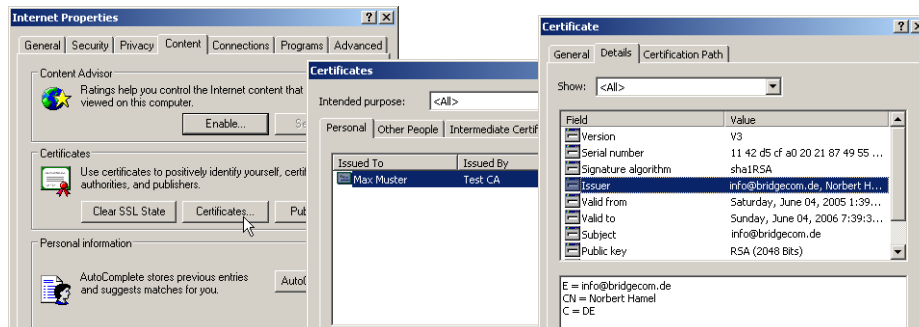 Internet Properties
General Security Privacy Content Connections Programs Advanced
Content Advisor
Ratings help you control the Internet content that
viewed on this computer.
Enable...
Certificates
Use certificates to positively identify yourself, certif
authorities, and publishers.
Clear SSL State Certificates... Pub
Personal information
AutoComplete stores previous entries
and suggests matches for you.
Certificates
Intended purpose: <All>
Personal Other People Intermediate Certif
Issued To Issued By
Max Muster Test CA
Certificate
General Details Certification Path
Show: <All>
Field Value
Version V3
Serial number 11 42 d5 cf a0 20 21 87 49 55 ...
Signature algorithm sha1RSA
Issuer info@bridgecom.de, Norbert H...
Valid from Saturday, June 04, 2005 1:39...
Valid to Sunday, June 04, 2006 7:39:3...
Subject info@bridgecom.de
Public key RSA (2048 Bits)
E = info@bridgecom.de
CN = Norbert Hamel
C = DE